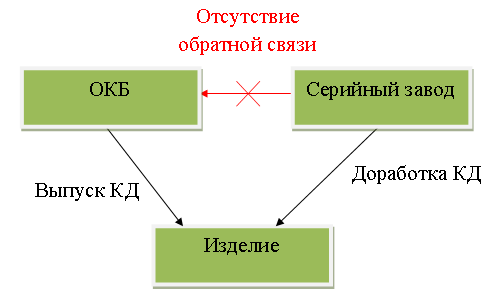 Отсутствие
обратной связи
ОКБ
Серийный завод
Выпуск КД
Доработка КД
Изделие